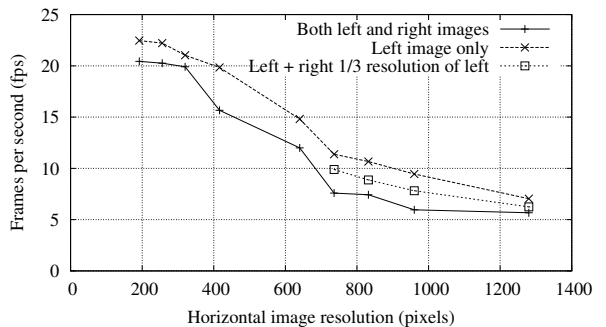 Frames per second (fps)
25
20
15
10
5
0
Both left and right images
Left image only
Left + right 1/3 resolution of left
0 200 400 600 800 1000 1200 1400
Horizontal image resolution (pixels)